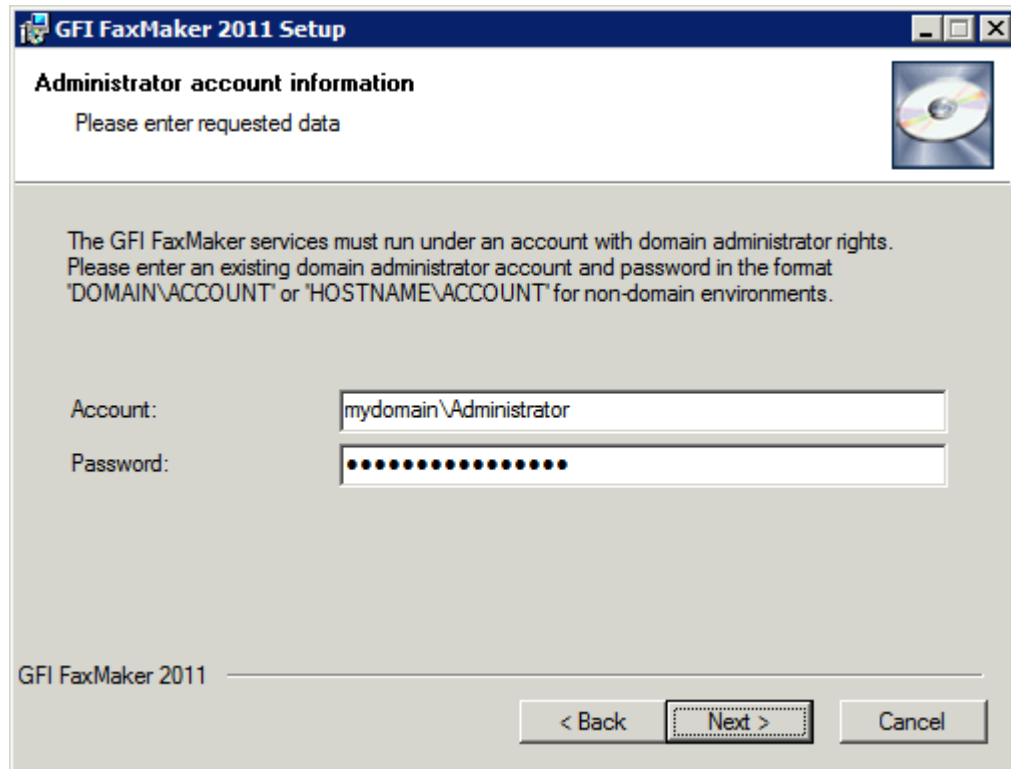 GFI FaxMaker 2011 Setup
Administrator account information
Please enter requested data
The GFI FaxMaker services must run under an account with domain administrator rights.
Please enter an existing domain administrator account and password in the format
'DOMAIN\ACCOUNT' or 'HOSTNAME\ACCOUNT' for non-domain environments.
Account:
mydomain\Administrator
Password:
••••••••••••••••
GFI FaxMaker 2011
< Back
Next >
Cancel